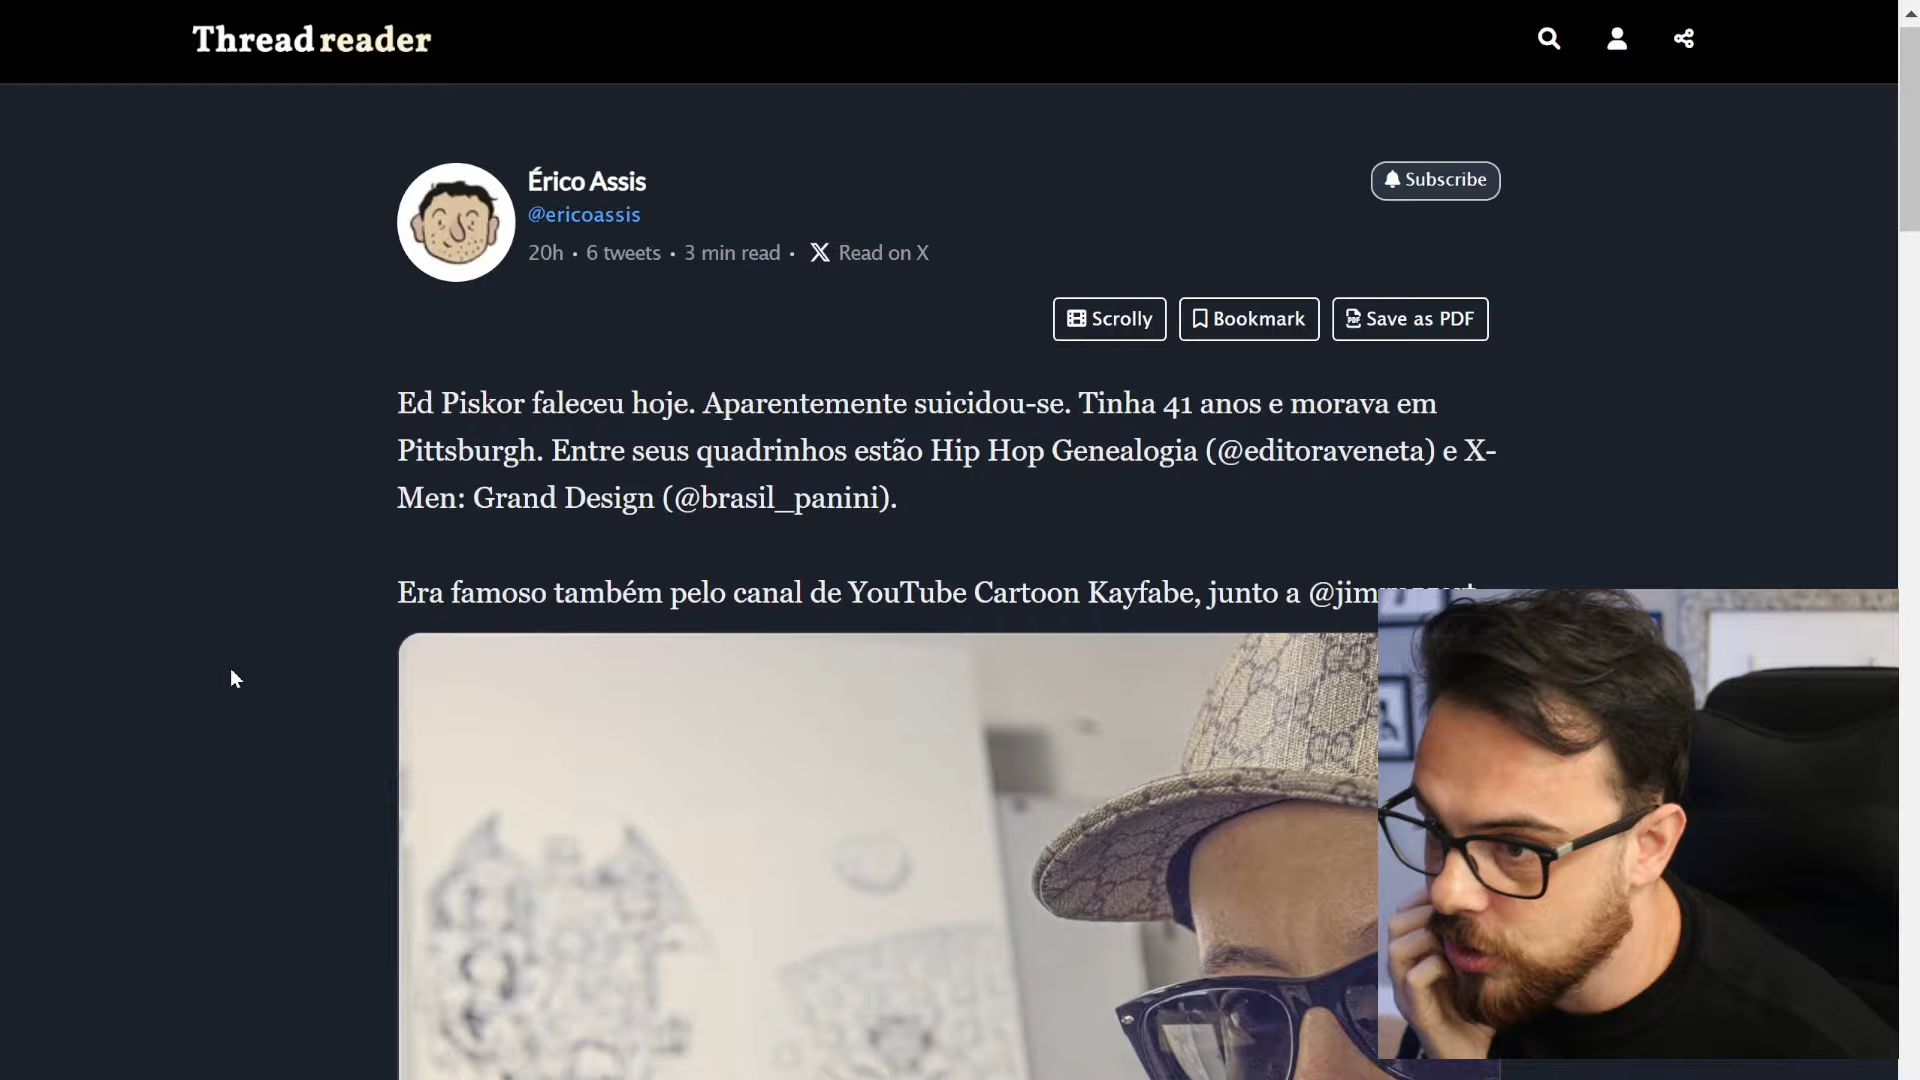 Thread reader
Érico Assis
@ericoassis
20h • 6 tweets • 3 min read • X Read on X
Subscribe
Scrolly
Bookmark
Save as PDF
Ed Piskor faleceu hoje. Aparentemente suicidou-se. Tinha 41 anos e morava em
Pittsburgh. Entre seus quadrinhos estão Hip Hop Genealogia (@editoraveneta) e X-
Men: Grand Design (@brasil_panini).
Era famoso também pelo canal de YouTube Cartoon Kayfabe, junto a